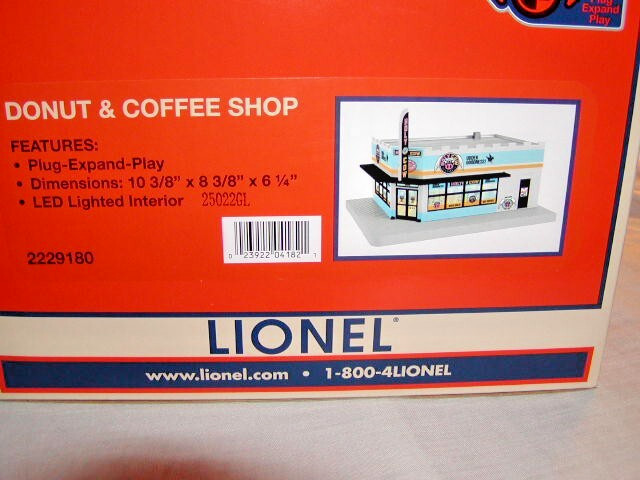 Plug
Expand
Play
DONUT & COFFEE SHOP
FEATURES:
• Plug-Expand-Play
• Dimensions: 10 3/8" x 8 3/8" x 6 ¼"
• LED Lighted Interior 25022GL
2229180
0 23922 04182 1
LIONEL®
www.lionel.com • 1-800-4LIONEL